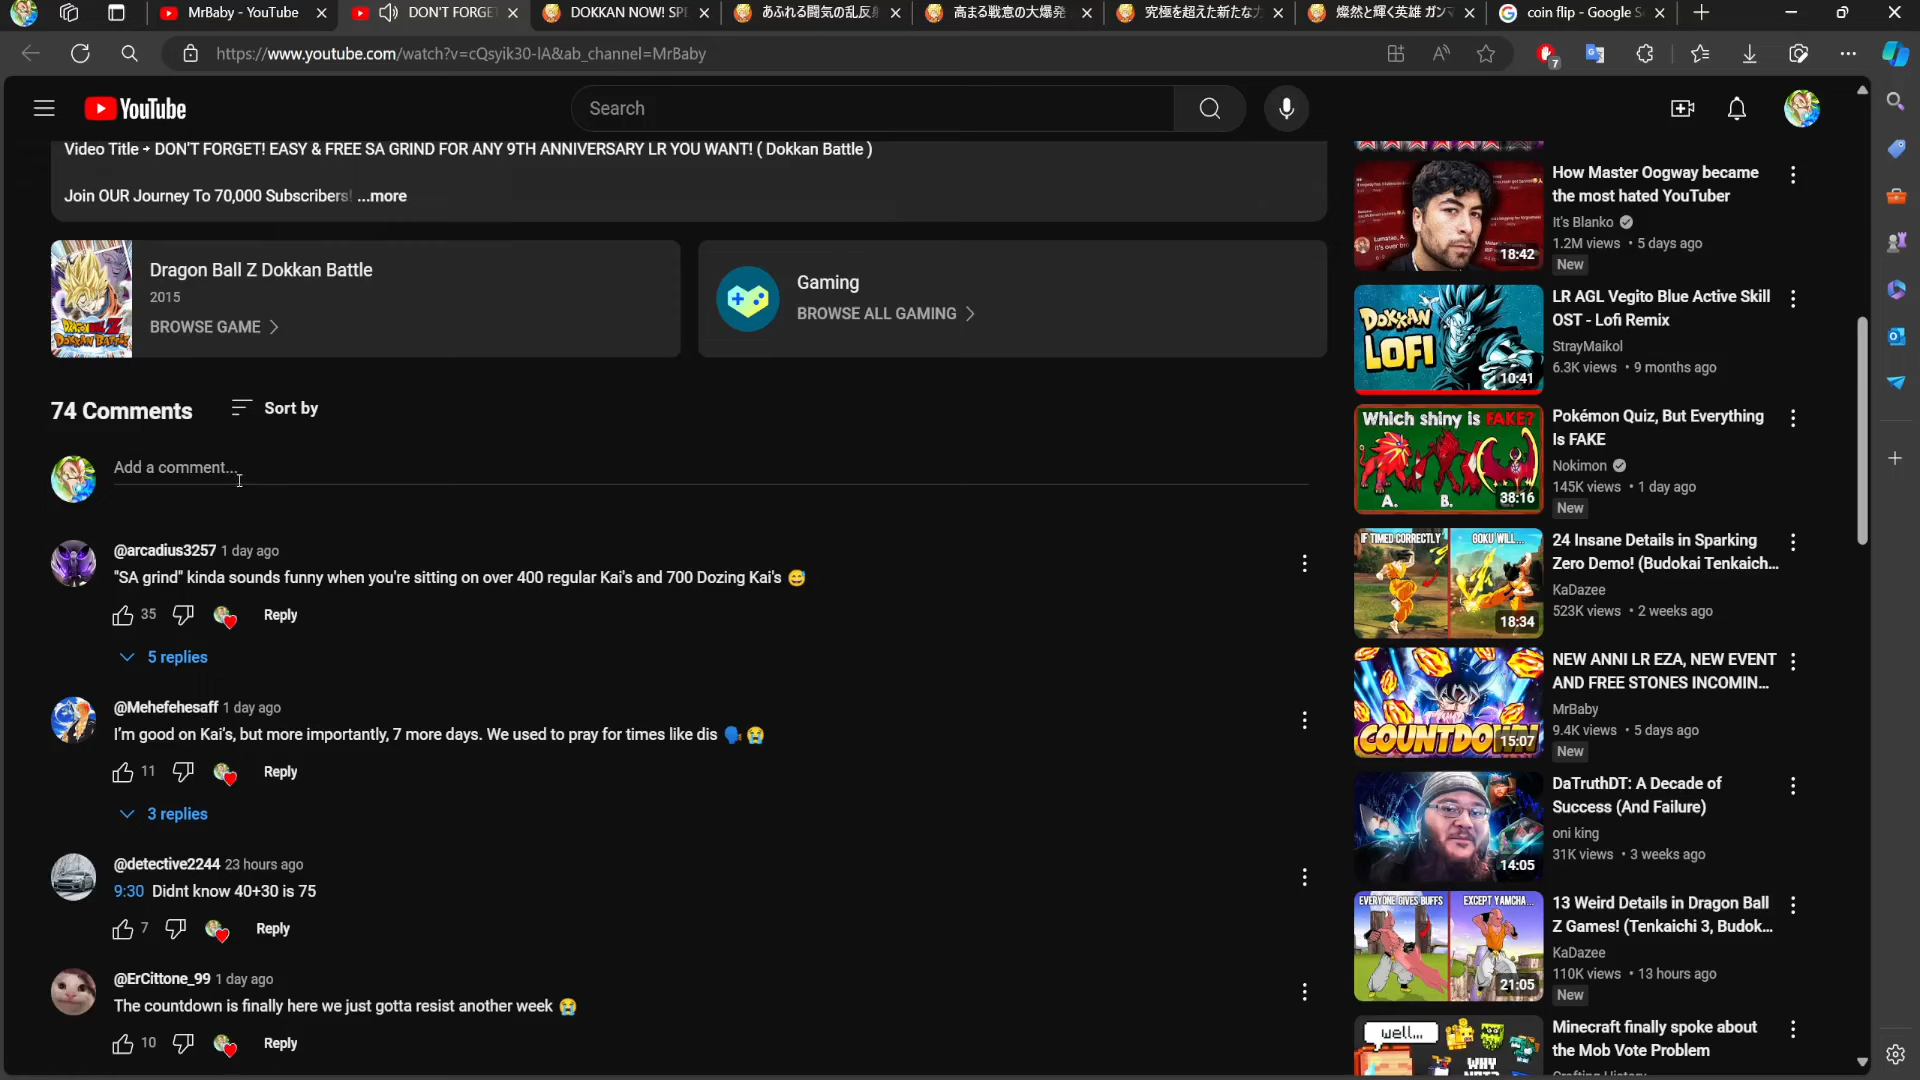 MrBaby - YouTube
DON'T FORGE
DOKKAN NOW! SP
あふれる闘気の乱反
高まる戦意の大爆発
究極を超えた新たな
燦然と輝く英雄 ガン
coin flip - Google S
https://www.youtube.com/watch?v=cQsyik30-lA&ab_channel=MrBaby
7
YouTube
Search
Video Title - DON'T FORGET! EASY & FREE SA GRIND FOR ANY 9TH ANNIVERSARY LR YOU WANT! ( Dokkan Battle )
Join OUR Journey To 70,000 Subscribers! ...more
DRAGON BALL Z
DOKKAN BATTLE
Dragon Ball Z Dokkan Battle
2015
BROWSE GAME
Gaming
BROWSE ALL GAMING
74 Comments
Sort by
Add a comment...
@arcadius3257 1 day ago
"SA grind" kinda sounds funny when you're sitting on over 400 regular Kai's and 700 Dozing Kai's 😅
35
Reply
5 replies
@Mehefehesaff 1 day ago
I'm good on Kai's, but more importantly, 7 more days. We used to pray for times like dis 🗣️😭
11
Reply
3 replies
@detective2244 23 hours ago
9:30 Didnt know 40+30 is 75
7
Reply
@ErCittone_99 1 day ago
The countdown is finally here we just gotta resist another week 😭
10
Reply
18:42
How Master Oogway became
the most hated YouTuber
It's Blanko
1.2M views • 5 days ago
New
DOKKAN
LOFI
10:41
LR AGL Vegito Blue Active Skill
OST - Lofi Remix
StrayMaikol
6.3K views • 9 months ago
Which shiny is FAKE?
A.
B.
38:16
Pokémon Quiz, But Everything
Is FAKE
Nokimon
145K views • 1 day ago
New
IF TIMED CORRECTLY
GOKU WILL...
18:34
24 Insane Details in Sparking
Zero Demo! (Budokai Tenkaich...
KaDazee
523K views • 2 weeks ago
COUNTDOWN
15:07
NEW ANNI LR EZA, NEW EVENT
AND FREE STONES INCOMIN...
MrBaby
9.4K views • 5 days ago
New
14:05
DaTruthDT: A Decade of
Success (And Failure)
oni king
31K views • 3 weeks ago
EVERYONE GIVES BUFFS
EXCEPT YAMCHA...
21:05
13 Weird Details in Dragon Ball
Z Games! (Tenkaichi 3, Budok...
KaDazee
110K views • 13 hours ago
New
well...
WHY
Minecraft finally spoke about
the Mob Vote Problem
Crafting History